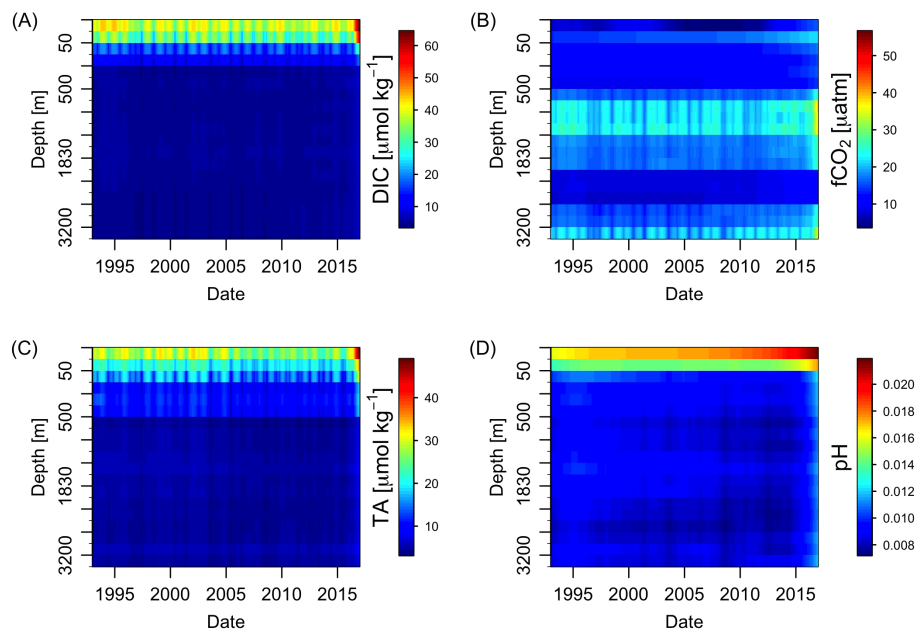 (A)
50
500
1830
3200
Depth [m]
1995 2000 2005 2010 2015
Date
60
50
40
30
20
10
DIC [μmol kg⁻¹]
(B)
50
500
1830
3200
Depth [m]
1995 2000 2005 2010 2015
Date
50
40
30
20
10
fCO₂ [μatm]
(C)
50
500
1830
3200
Depth [m]
1995 2000 2005 2010 2015
Date
40
30
20
10
TA [μmol kg⁻¹]
(D)
50
500
1830
3200
Depth [m]
1995 2000 2005 2010 2015
Date
0.020
0.018
0.016
0.014
0.012
0.010
0.008
pH